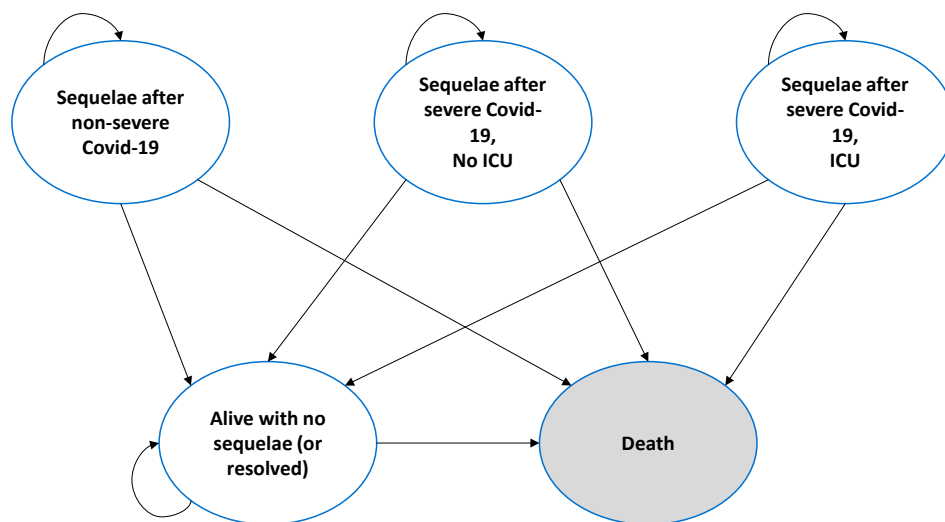 Sequelae after
non-severe
Covid-19
Sequelae after
severe Covid-
19,
No ICU
Sequelae after
severe Covid-
19,
ICU
Alive with no
sequelae (or
resolved)
Death